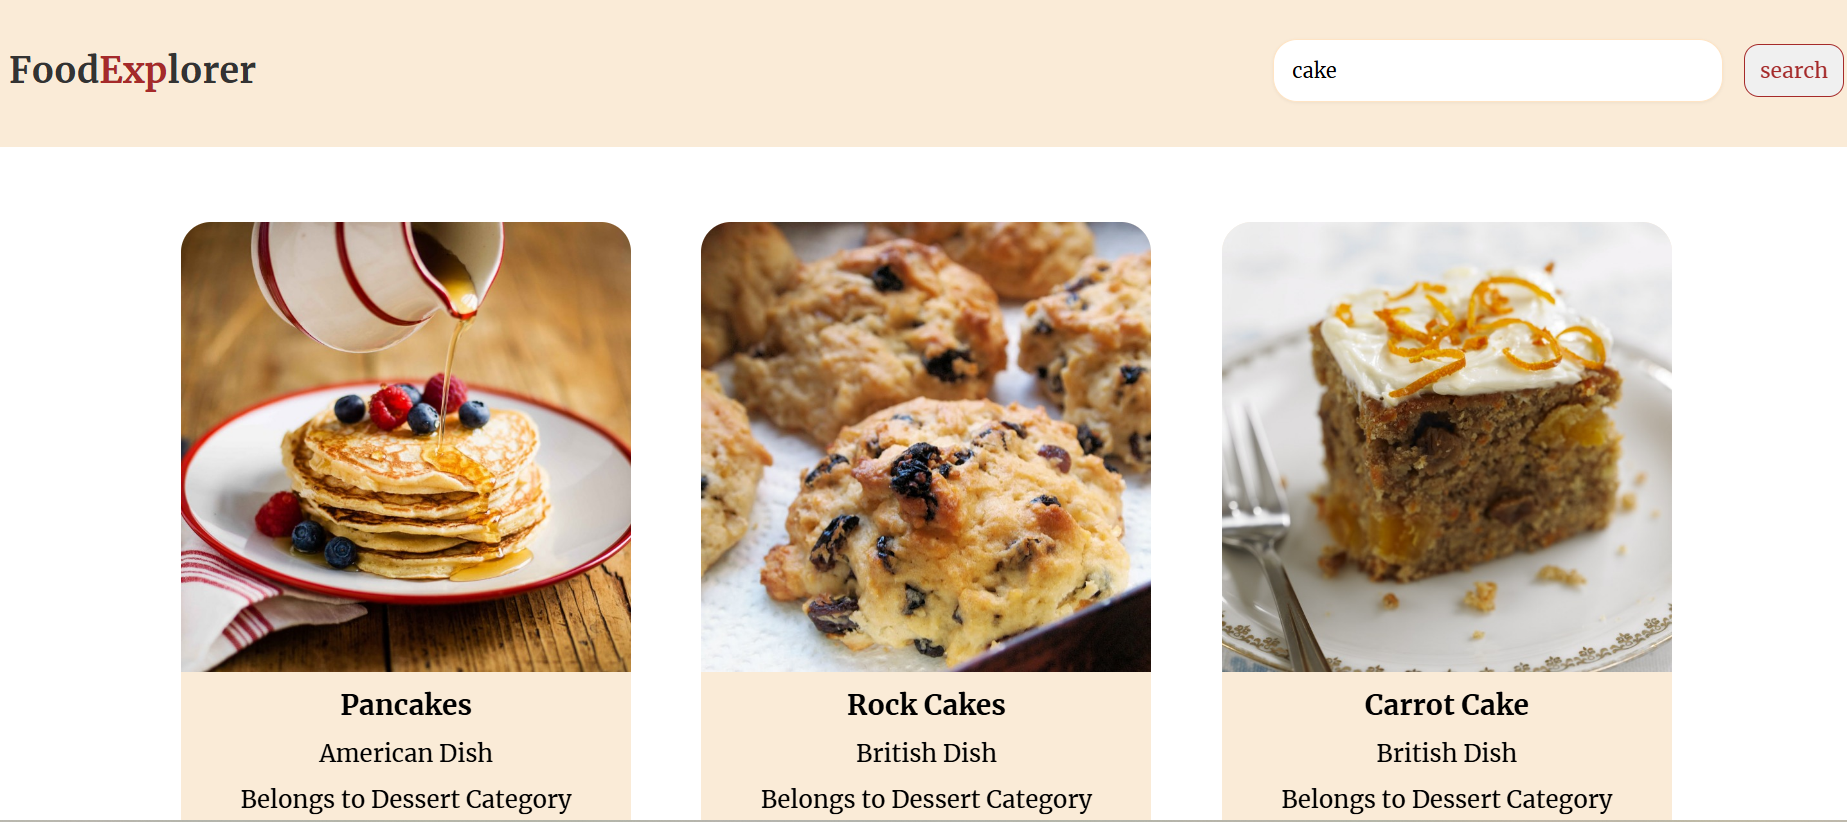 FoodExplorer
cake
search
Pancakes
American Dish
Belongs to Dessert Category
Rock Cakes
British Dish
Belongs to Dessert Category
Carrot Cake
British Dish
Belongs to Dessert Category